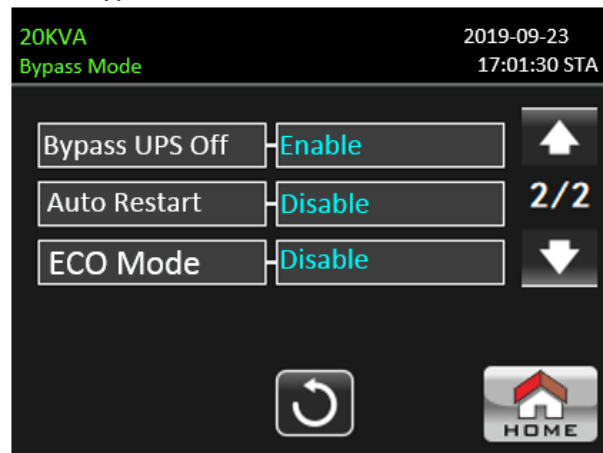 20KVA 2019-09-23
Bypass Mode 17:01:30 STA
Bypass UPS Off Enable
Auto Restart Disable 2/2
ECO Mode Disable
HOME